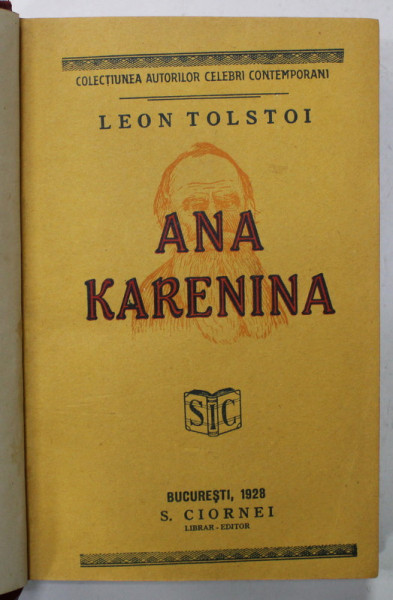 COLECȚIUNEA AUTORILOR CELEBRI CONTEMPORANI
LEON TOLSTOI
ANA
KARENINA
SIC
BUCUREȘTI, 1928
S. CIORNEI
LIBRAR-EDITOR